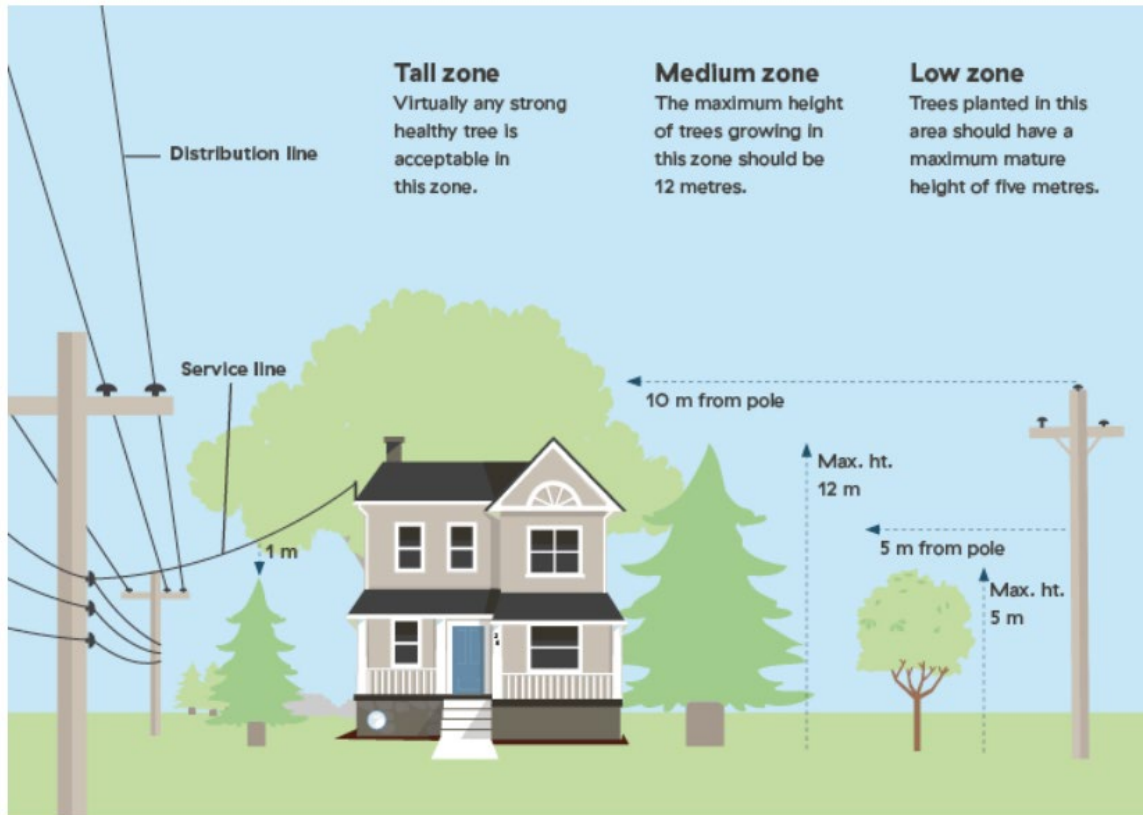 Tall zone
Virtually any strong
healthy tree is
acceptable in
this zone.
Medium zone
The maximum height
of trees growing in
this zone should be
12 metres.
Low zone
Trees planted in this
area should have a
maximum mature
height of five metres.
Distribution line
Service line
10 m from pole
Max. ht.
12 m
5 m from pole
1 m
Max. ht.
5 m
2
4